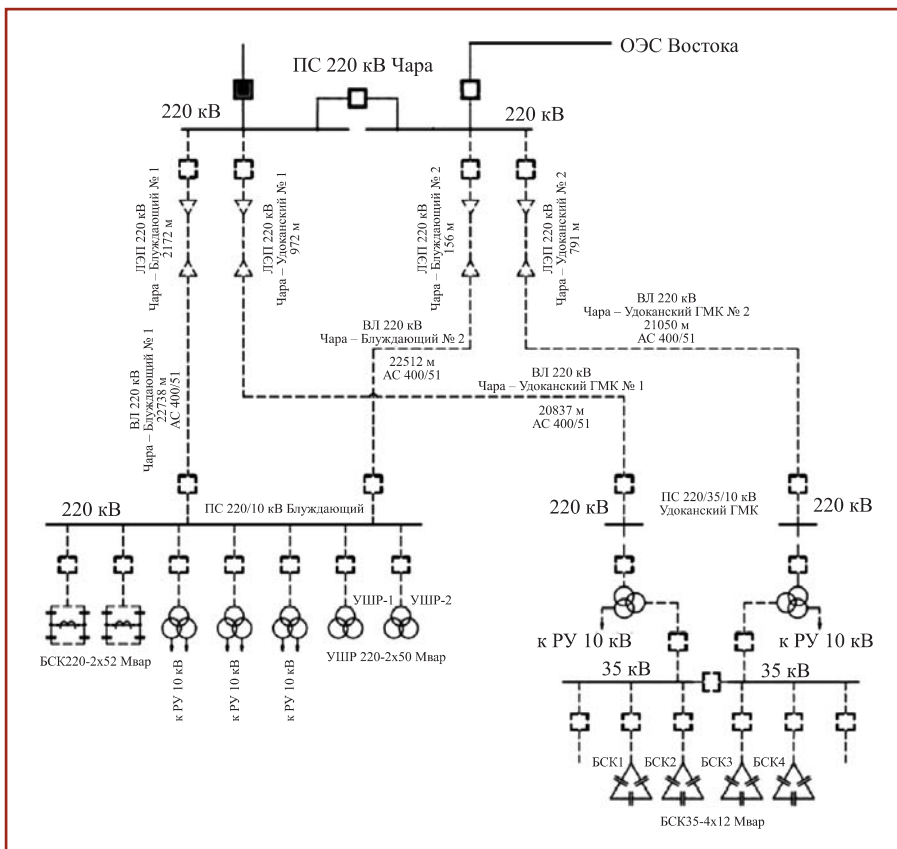 ОЭС Востока
ПС 220 кВ Чара
220 кВ
220 кВ
ЛЭП 220 кВ
Чара – Блуждающий № 1
2172 м
ЛЭП 220 кВ
Чара – Удоканский № 1
972 м
ЛЭП 220 кВ
Чара – Блуждающий № 2
156 м
ЛЭП 220 кВ
Чара – Удоканский № 2
791 м
ВЛ 220 кВ
Чара – Удоканский ГМК № 2
21050 м
АС 400/51
ВЛ 220 кВ
Чара – Блуждающий № 2
22512 м
АС 400/51
ВЛ 220 кВ
Чара – Удоканский ГМК № 1
20837 м
АС 400/51
ВЛ 220 кВ
Чара – Блуждающий № 1
22738 м
АС 400/51
220 кВ
ПС 220/10 кВ Блуждающий
220 кВ
ПС 220/35/10 кВ
Удоканский ГМК
220 кВ
УШР-1
УШР-2
БСК220-2х52 Мвар
УШР 220-2х50 Мвар
к РУ 10 кВ
к РУ 10 кВ
к РУ 10 кВ
к РУ 10 кВ
к РУ 10 кВ
35 кВ
35 кВ
БСК1
БСК2
БСК3
БСК4
БСК35-4х12 Мвар